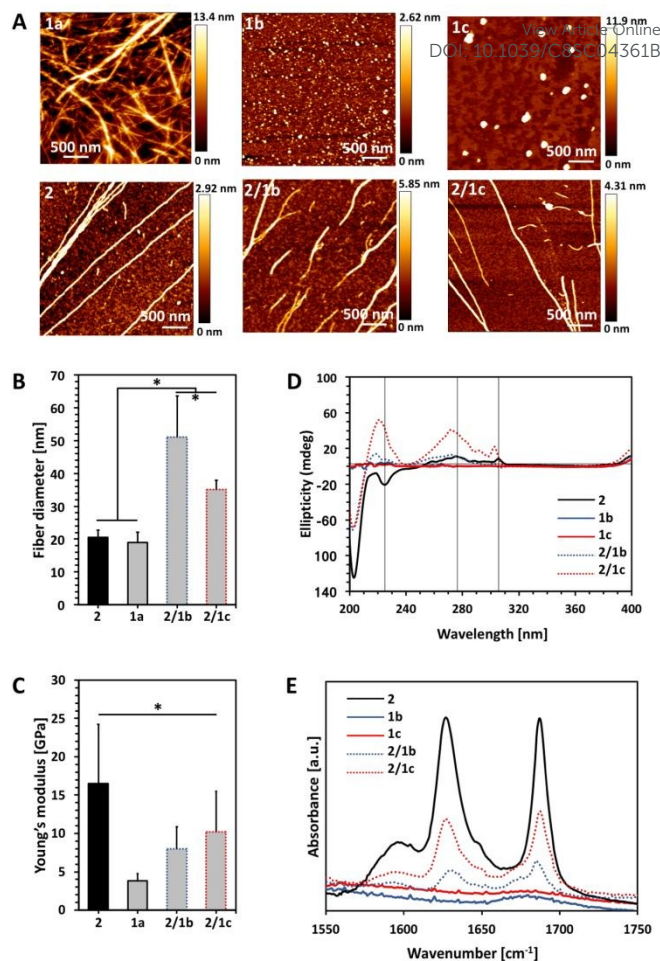 View Article Online
DOI: 10.1039/C8SC04361B
A
1a
500 nm
13.4 nm
0 nm
1b
500 nm
2.62 nm
0 nm
1c
500 nm
11.9 nm
0 nm
2
500 nm
2.92 nm
0 nm
2/1b
500 nm
5.85 nm
0 nm
2/1c
500 nm
4.31 nm
0 nm
B
Fiber diameter [nm]
70
60
50
40
30
20
10
0
*
*
2 1a 2/1b 2/1c
D
Ellipticity (mdeg)
100
60
20
-20
-60
100
140
2
1b
1c
2/1b
2/1c
200 240 280 320 360 400
Wavelength [nm]
C
Young's modulus [GPa]
30
25
20
15
10
5
0
*
2 1a 2/1b 2/1c
E
Absorbance [a.u.]
2
1b
1c
2/1b
2/1c
1550 1600 1650 1700 1750
Wavenumber [cm⁻¹]